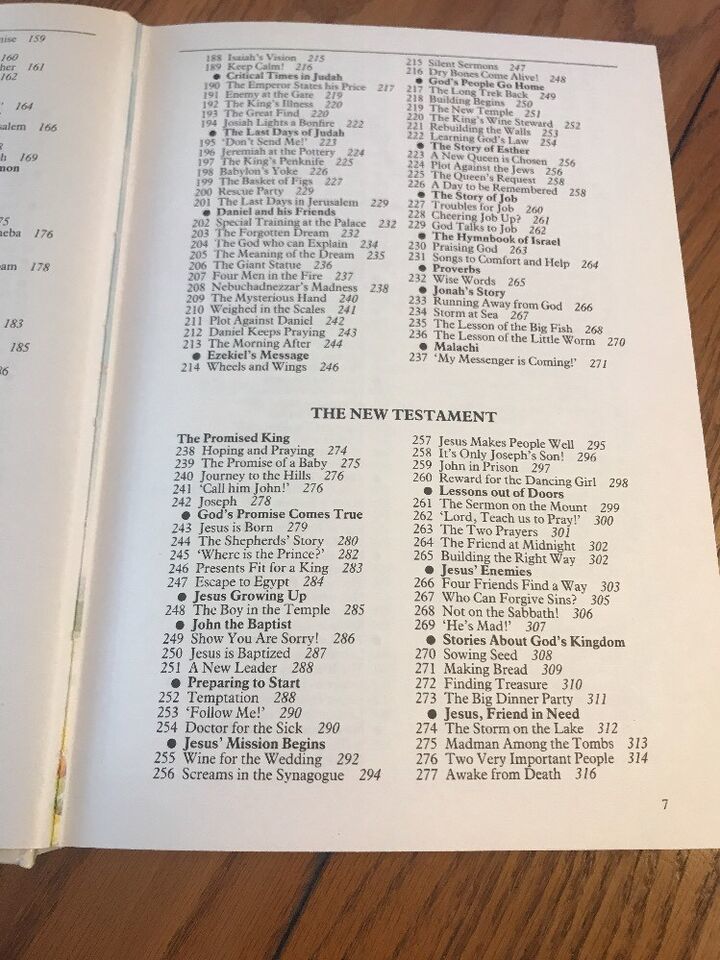 ise 159
160
her 161
162
' 164
salem 166
h 169
mon
eba 176
am 178
183
185
188 Isaiah's Vision 215
189 Keep Calm! 216
● Critical Times in Judah
190 The Emperor States his Price 217
191 Enemy at the Gate 219
192 The King's Illness 220
193 The Great Find 220
194 Josiah Lights a Bonfire 222
● The Last Days of Judah
195 'Don't Send Me!' 223
196 Jeremiah at the Pottery 224
197 The King's Penknife 225
198 Babylon's Yoke 226
199 The Basket of Figs 227
200 Rescue Party 229
201 The Last Days in Jerusalem 229
● Daniel and his Friends
202 Special Training at the Palace 232
203 The Forgotten Dream 232
204 The God who can Explain 234
205 The Meaning of the Dream 235
206 The Giant Statue 236
207 Four Men in the Fire 237
208 Nebuchadnezzar's Madness 238
209 The Mysterious Hand 240
210 Weighed in the Scales 241
211 Plot Against Daniel 242
212 Daniel Keeps Praying 243
213 The Morning After 244
● Ezekiel's Message
214 Wheels and Wings 246
215 Silent Sermons 247
216 Dry Bones Come Alive! 248
● God's People Go Home
217 The Long Trek Back 249
218 Building Begins 250
219 The New Temple 251
220 The King's Wine Steward 252
221 Rebuilding the Walls 253
222 Learning God's Law 254
● The Story of Esther
223 A New Queen is Chosen 256
224 Plot Against the Jews 256
225 The Queen's Request 258
226 A Day to be Remembered 258
● The Story of Job
227 Troubles for Job 260
228 Cheering Job Up? 261
229 God Talks to Job 262
● The Hymnbook of Israel
230 Praising God 263
231 Songs to Comfort and Help 264
● Proverbs
232 Wise Words 265
● Jonah's Story
233 Running Away from God 266
234 Storm at Sea 267
235 The Lesson of the Big Fish 268
236 The Lesson of the Little Worm 270
● Malachi
237 'My Messenger is Coming!' 271
THE NEW TESTAMENT
The Promised King
238 Hoping and Praying 274
239 The Promise of a Baby 275
240 Journey to the Hills 276
241 'Call him John!' 276
242 Joseph 278
● God's Promise Comes True
243 Jesus is Born 279
244 The Shepherds' Story 280
245 'Where is the Prince?' 282
246 Presents Fit for a King 283
247 Escape to Egypt 284
● Jesus Growing Up
248 The Boy in the Temple 285
● John the Baptist
249 Show You Are Sorry! 286
250 Jesus is Baptized 287
251 A New Leader 288
● Preparing to Start
252 Temptation 288
253 'Follow Me!' 290
254 Doctor for the Sick 290
● Jesus' Mission Begins
255 Wine for the Wedding 292
256 Screams in the Synagogue 294
257 Jesus Makes People Well 295
258 It's Only Joseph's Son! 296
259 John in Prison 297
260 Reward for the Dancing Girl 298
● Lessons out of Doors
261 The Sermon on the Mount 299
262 'Lord, Teach us to Pray!' 300
263 The Two Prayers 301
264 The Friend at Midnight 302
265 Building the Right Way 302
● Jesus' Enemies
266 Four Friends Find a Way 303
267 Who Can Forgive Sins? 305
268 Not on the Sabbath! 306
269 'He's Mad!' 307
● Stories About God's Kingdom
270 Sowing Seed 308
271 Making Bread 309
272 Finding Treasure 310
273 The Big Dinner Party 311
● Jesus, Friend in Need
274 The Storm on the Lake 312
275 Madman Among the Tombs 313
276 Two Very Important People 314
277 Awake from Death 316
7